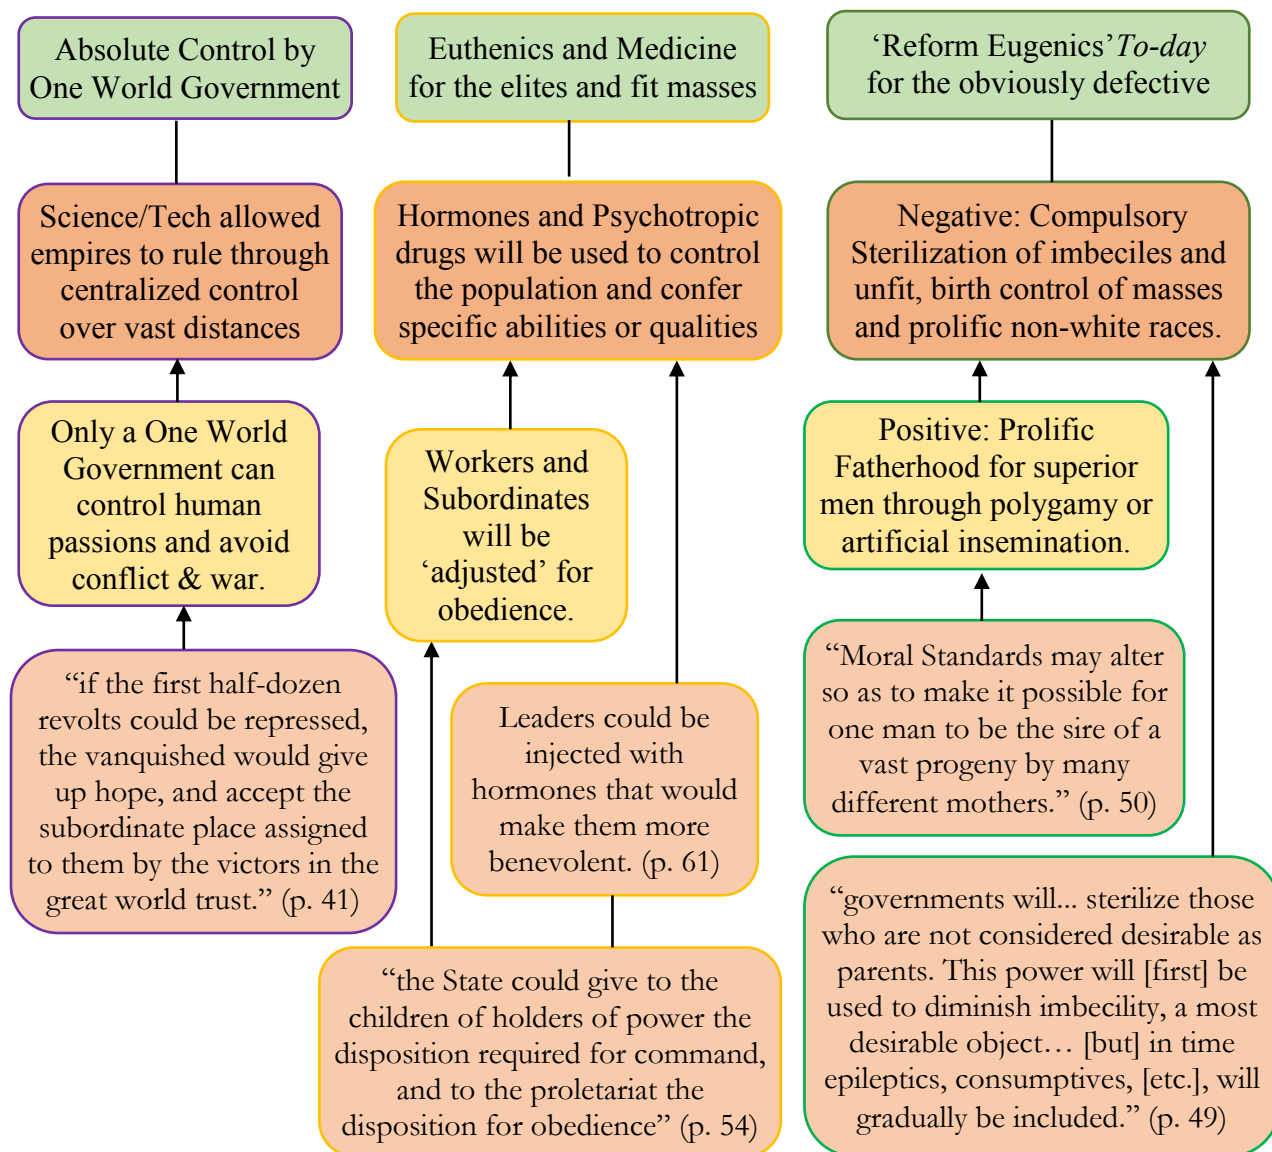 Absolute Control by
One World Government
Science/Tech allowed
empires to rule through
centralized control
over vast distances
Only a One World
Government can
control human
passions and avoid
conflict & war.
“if the first half-dozen
revolts could be repressed,
the vanquished would give
up hope, and accept the
subordinate place assigned
to them by the victors in the
great world trust.” (p. 41)
Euthenics and Medicine
for the elites and fit masses
Hormones and Psychotropic
drugs will be used to control
the population and confer
specific abilities or qualities
Workers and
Subordinates
will be
‘adjusted’ for
obedience.
Leaders could be
injected with
hormones that would
make them more
benevolent. (p. 61)
“the State could give to the
children of holders of power the
disposition required for command,
and to the proletariat the
disposition for obedience” (p. 54)
‘Reform Eugenics’ To-day
for the obviously defective
Negative: Compulsory
Sterilization of imbeciles and
unfit, birth control of masses
and prolific non-white races.
Positive: Prolific
Fatherhood for superior
men through polygamy or
artificial insemination.
“Moral Standards may alter
so as to make it possible for
one man to be the sire of a
vast progeny by many
different mothers.” (p. 50)
“governments will... sterilize those
who are not considered desirable as
parents. This power will [first] be
used to diminish imbecility, a most
desirable object… [but] in time
epileptics, consumptives, [etc.], will
gradually be included.” (p. 49)